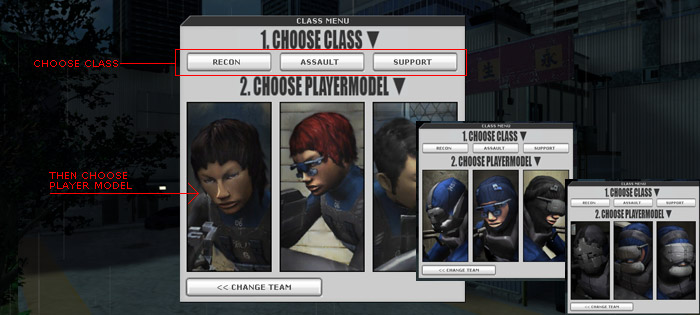 CLASS MENU
1. CHOOSE CLASS ▼
CHOOSE CLASS
RECON ASSAULT SUPPORT
2. CHOOSE PLAYERMODEL ▼
THEN CHOOSE
PLAYER MODEL
<< CHANGE TEAM
CLASS MENU
1. CHOOSE CLASS ▼
RECON ASSAULT SUPPORT
2. CHOOSE PLAYERMODEL ▼
<< CHANGE TEAM
CLASS MENU
1. CHOOSE CLASS ▼
RECON ASSAULT SUPPORT
2. CHOOSE PLAYERMODEL ▼
<< CHANGE TEAM